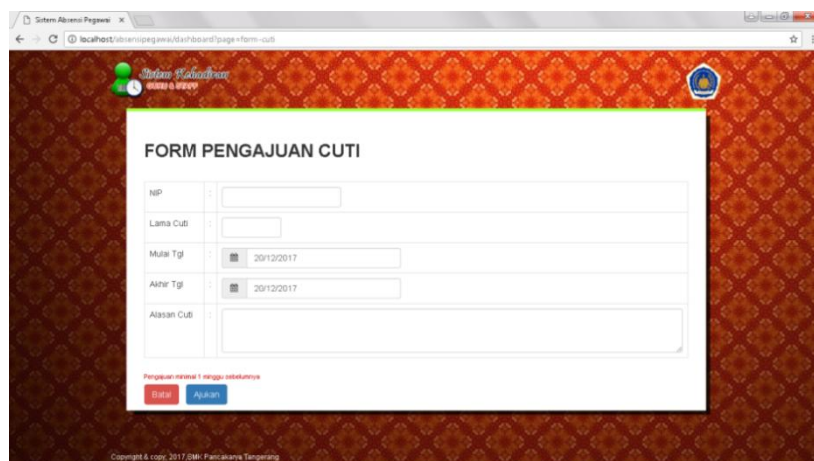 Sistem Absensi Pegawai
localhost/absensipegawai/dashboard?page=form-cuti
Sistem Kehadiran
GURU & STAFF
FORM PENGAJUAN CUTI
NIP :
Lama Cuti :
Mulai Tgl : 20/12/2017
Akhir Tgl : 20/12/2017
Alasan Cuti :
Pengajuan minimal 1 minggu sebelumnya
Batal Ajukan
Copyright & copy; 2017 SMK Pancakarya Tangerang